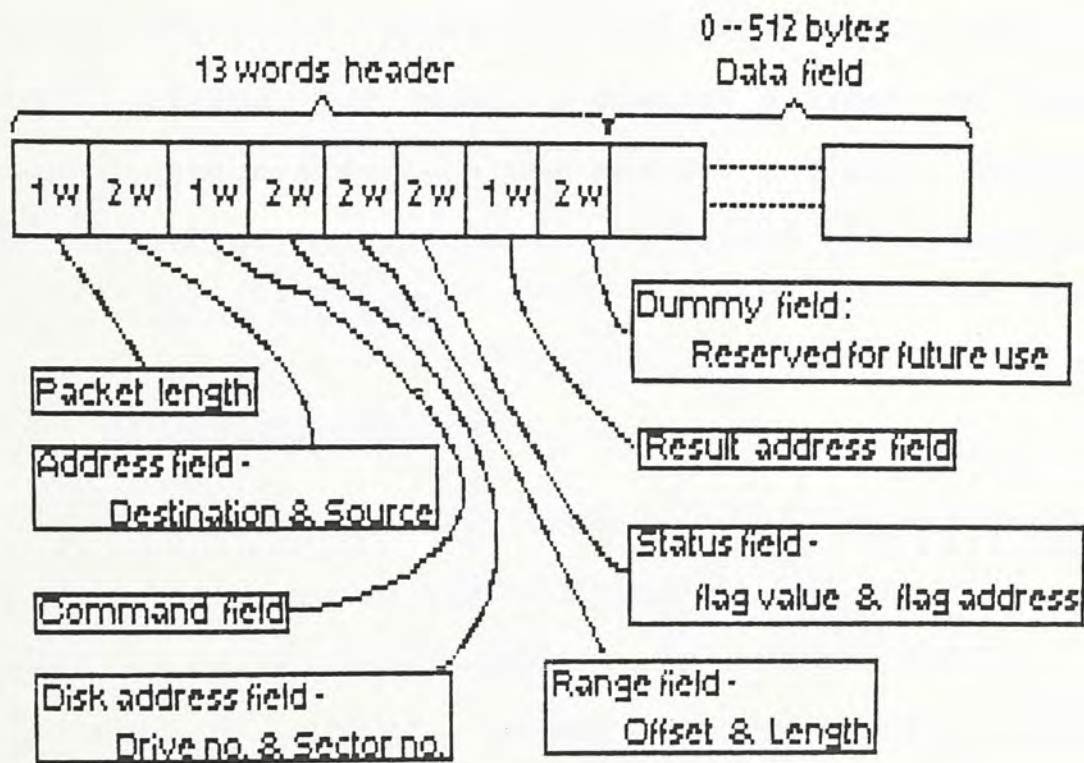 0 -- 512 bytes
13 words header
Data field
1 w 2 w 1 w 2 w 2 w 2 w 1 w 2 w
Dummy field :
Reserved for future use
Packet length
Result address field
Address field -
Destination & Source
Status field -
flag value & flag address
Command field
Disk address field -
Drive no. & Sector no.
Range field -
Offset & Length